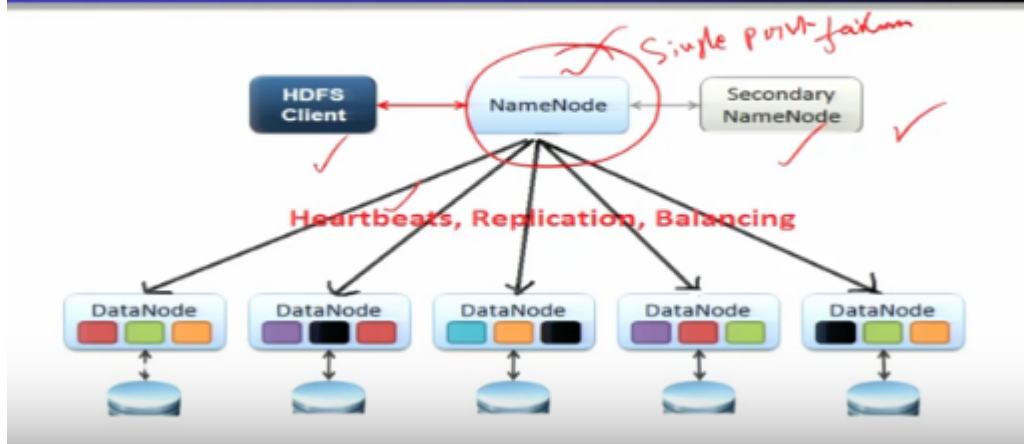 Single point failure
HDFS
Client
NameNode
Secondary
NameNode
Heartbeats, Replication, Balancing
DataNode
DataNode
DataNode
DataNode
DataNode